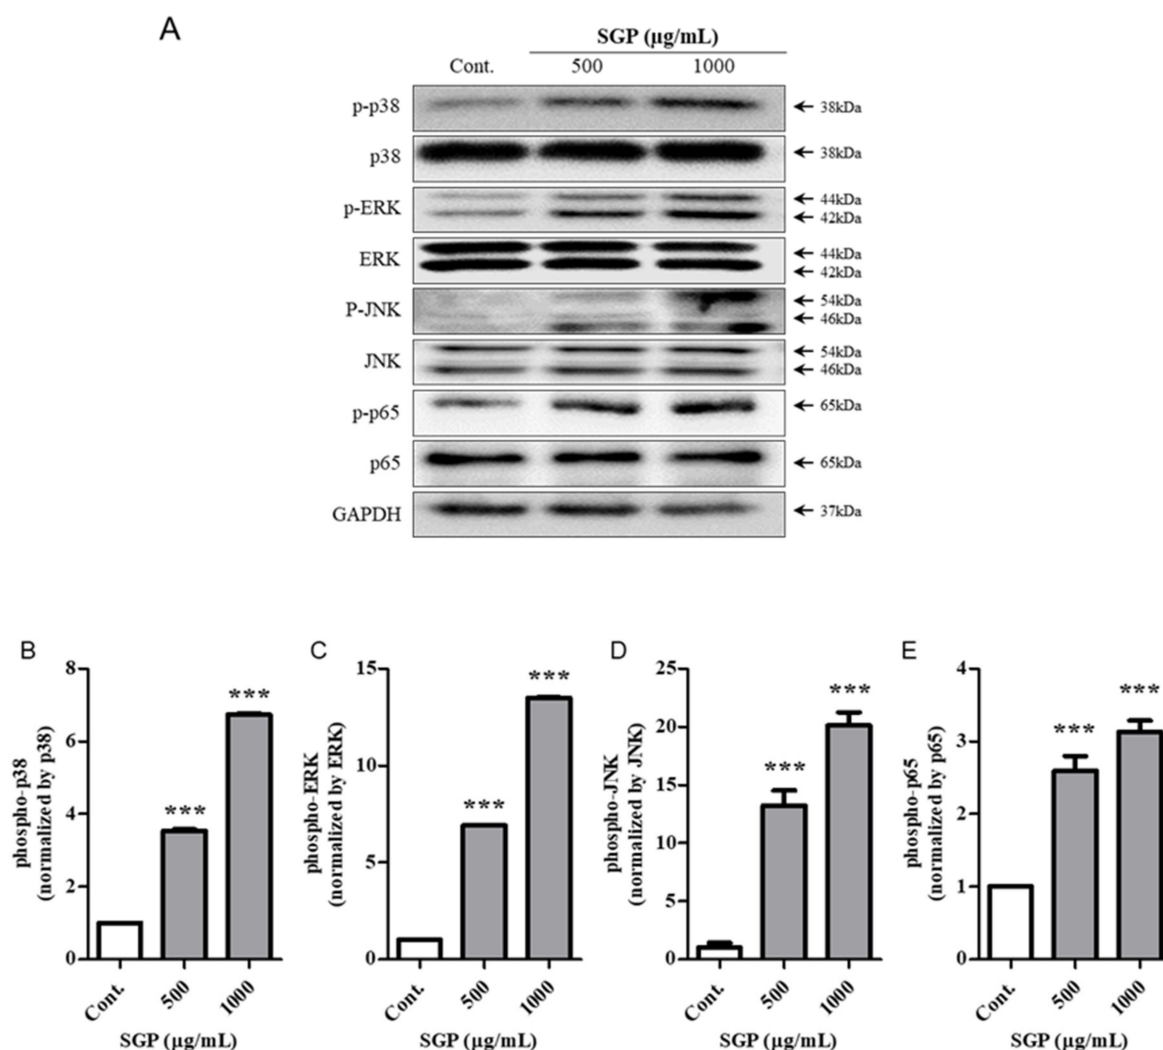 A
SGP (µg/mL)
Cont. 500 1000
p-p38 38kDa
p38 38kDa
p-ERK 44kDa
42kDa
ERK 44kDa
42kDa
P-JNK 54kDa
46kDa
JNK 54kDa
46kDa
p-p65 65kDa
p65 65kDa
GAPDH 37kDa
B
phospho-p38
(normalized by p38)
8
6
4
2
0
***
***
Cont. 500 1000
SGP (µg/mL)
C
phospho-ERK
(normalized by ERK)
15
10
5
0
***
***
Cont. 500 1000
SGP (µg/mL)
D
phospho-JNK
(normalized by JNK)
25
20
15
10
5
0
***
***
Cont. 500 1000
SGP (µg/mL)
E
phospho-p65
(normalized by p65)
4
3
2
1
0
***
***
Cont. 500 1000
SGP (µg/mL)